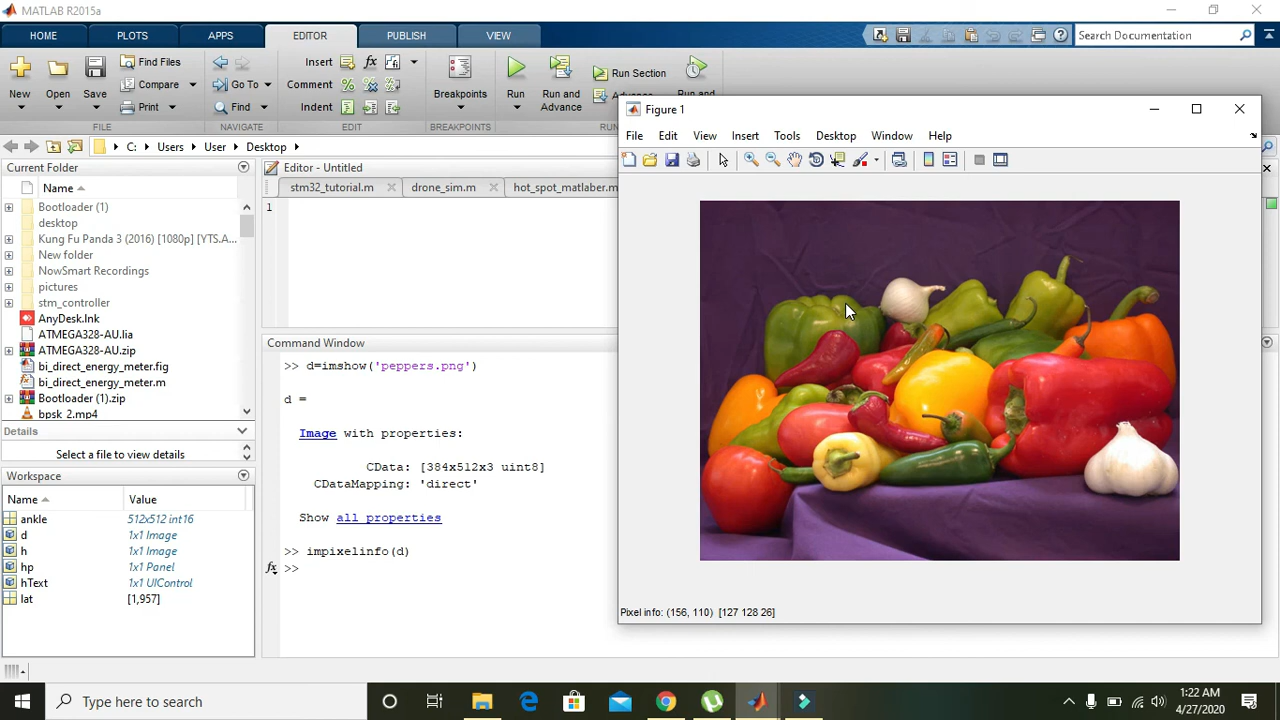 MATLAB R2015a
HOME
PLOTS
APPS
EDITOR
PUBLISH
VIEW
Search Documentation
New
Open
Save
Find Files
Compare
Print
FILE
Go To
Find
NAVIGATE
Insert
Comment
Indent
EDIT
Breakpoints
BREAKPOINTS
Run
Run and
Advance
Run Section
Advance
Run and
C:
Users
User
Desktop
Current Folder
Name
Bootloader (1)
desktop
Kung Fu Panda 3 (2016) [1080p] [YTS.A...
New folder
NowSmart Recordings
pictures
stm_controller
AnyDesk.lnk
ATMEGA328-AU.lia
ATMEGA328-AU.zip
bi_direct_energy_meter.fig
bi_direct_energy_meter.m
Bootloader (1).zip
bpsk_2.mp4
Details
Select a file to view details
Workspace
Name
Value
ankle
512x512 int16
d
1x1 Image
h
1x1 Image
hp
1x1 Panel
hText
1x1 UIControl
lat
[1,957]
Editor - Untitled
stm32_tutorial.m
drone_sim.m
hot_spot_matlaber.m
1
Command Window
>> d=imshow('peppers.png')
d =
Image with properties:
CData: [384x512x3 uint8]
CDataMapping: 'direct'
Show all properties
>> impixelinfo(d)
fx >>
Figure 1
File Edit View Insert Tools Desktop Window Help
Pixel info: (156, 110) [127 128 26]
Type here to search
1:22 AM
4/27/2020